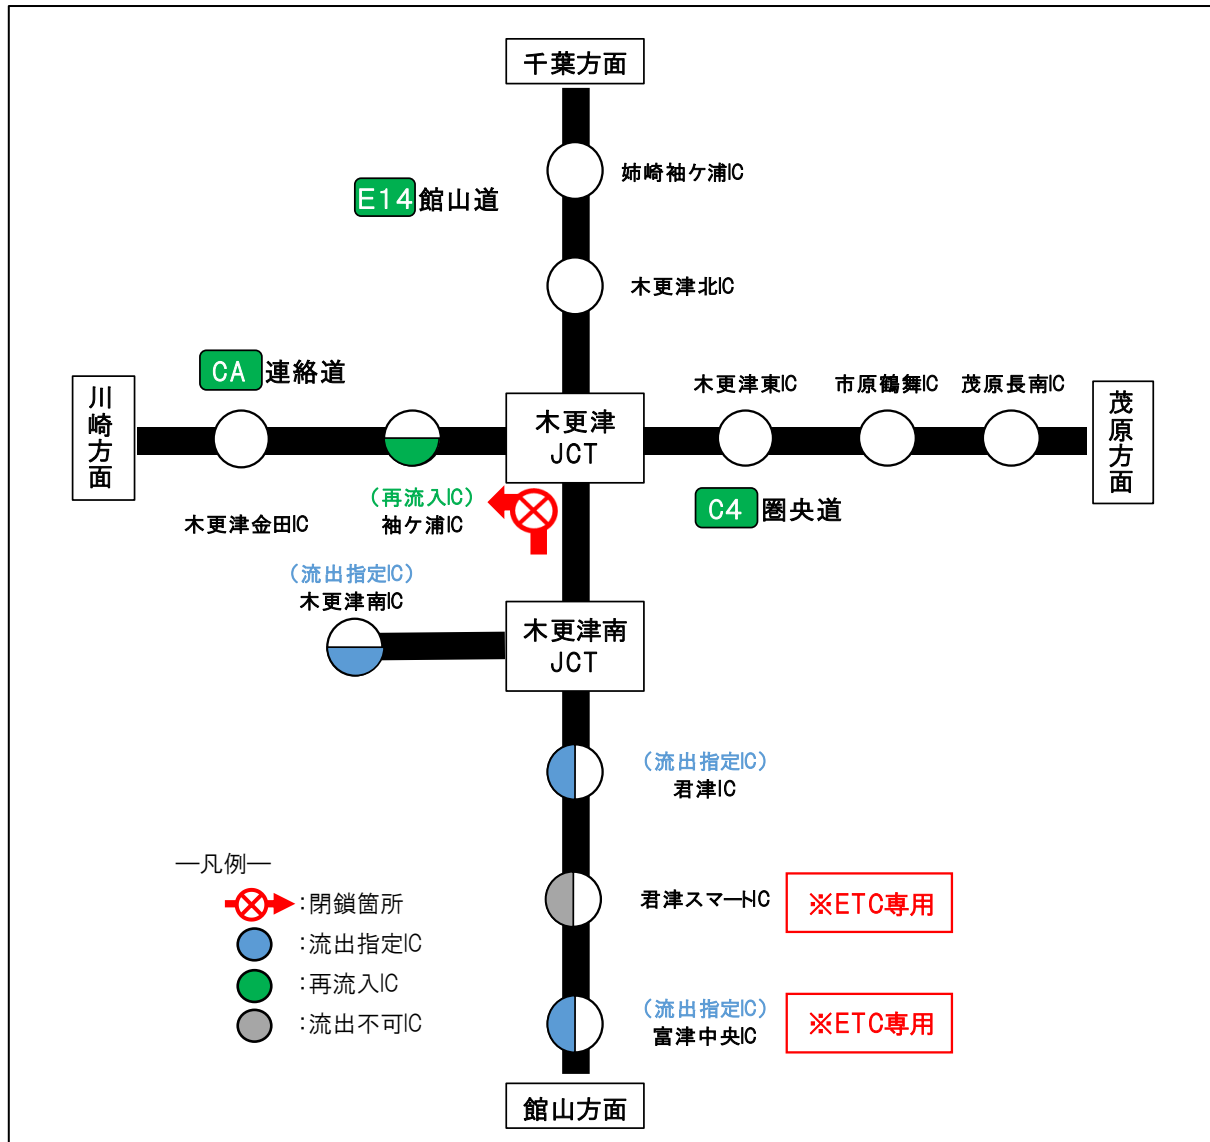 千葉方面
姉崎袖ケ浦IC
E14 館山道
木更津北IC
CA 連絡道
木更津東IC
市原鶴舞IC
茂原長南IC
川崎方面
木更津
JCT
茂原方面
(再流入IC)
袖ケ浦IC
C4 圏央道
木更津金田IC
(流出指定IC)
木更津南IC
木更津南
JCT
(流出指定IC)
君津IC
―凡例―
:閉鎖箇所
:流出指定IC
:再流入IC
:流出不可IC
君津スマートIC
※ETC専用
(流出指定IC)
富津中央IC
※ETC専用
館山方面